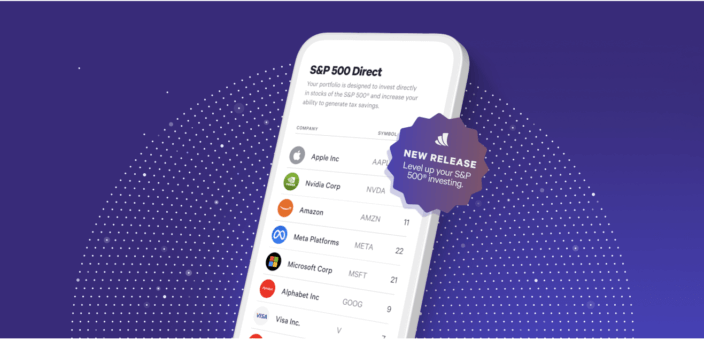 S&P 500 Direct
Your portfolio is designed to invest directly
in stocks of the S&P 500® and increase your
ability to generate tax savings.
COMPANY SYMBOL
Apple Inc AAPL
Nvidia Corp NVDA
Amazon AMZN 11
Meta Platforms META 22
Microsoft Corp MSFT 21
Alphabet Inc GOOG 9
VISA Visa Inc. V
NEW RELEASE
Level up your S&P
500® investing.